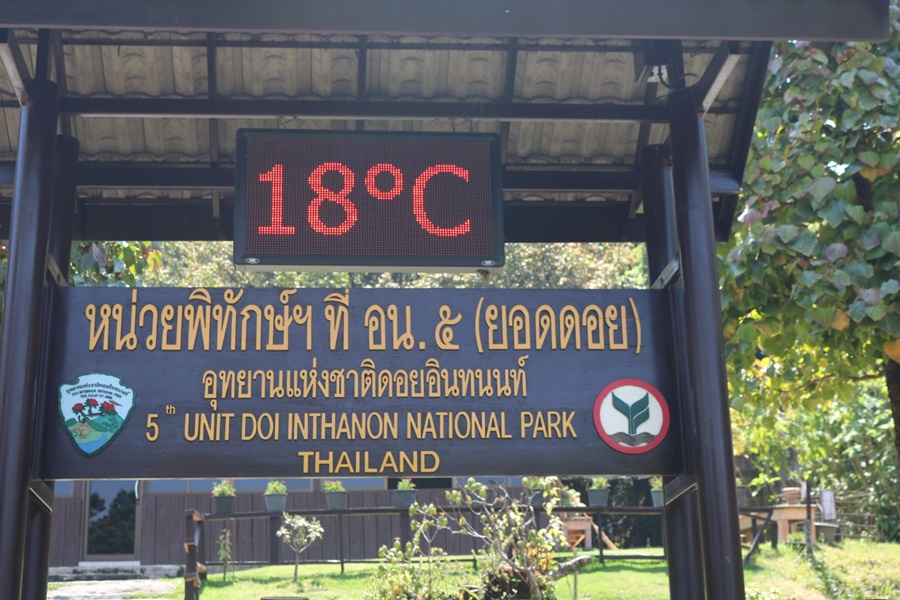 18°C
หน่วยพิทักษ์ฯ ที่ อน.๕ (ยอดดอย)
อุทยานแห่งชาติดอยอินทนนท์
5th UNIT DOI INTHANON NATIONAL PARK
THAILAND